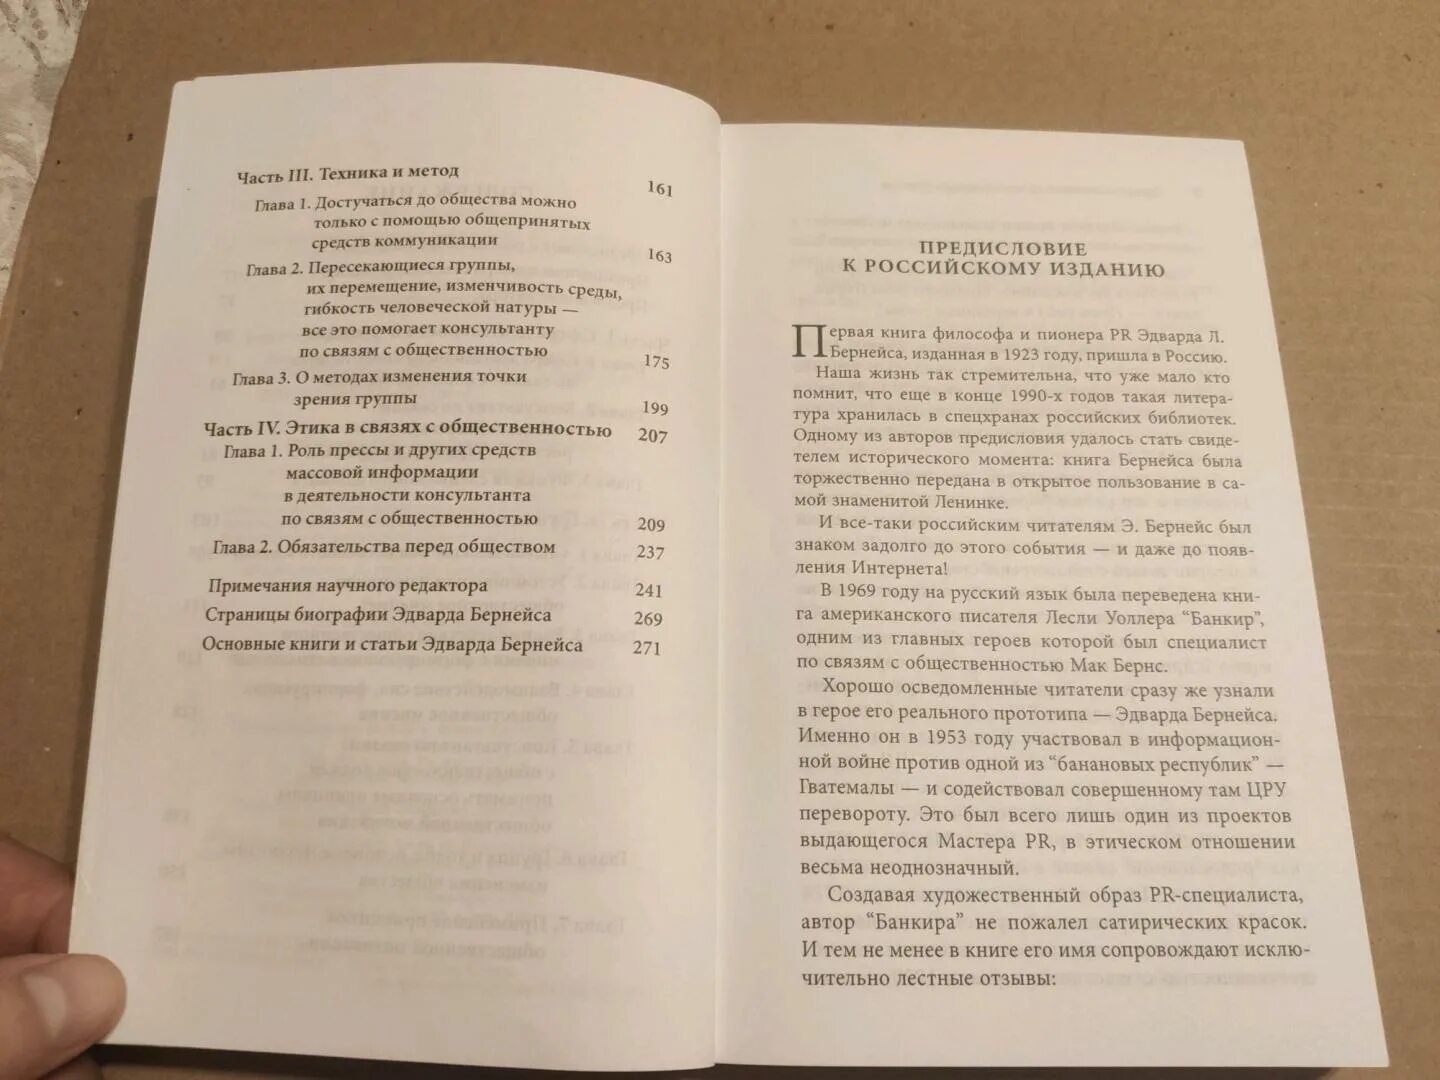 Часть III. Техника и метод 161
Глава 1. Достучаться до общества можно
только с помощью общепринятых
средств коммуникации 163
Глава 2. Пересекающиеся группы,
их перемещение, изменчивость среды,
гибкость человеческой натуры —
все это помогает консультанту
по связям с общественностью 175
Глава 3. О методах изменения точки
зрения группы 199
Часть IV. Этика в связях с общественностью 207
Глава 1. Роль прессы и других средств
массовой информации
в деятельности консультанта
по связям с общественностью 209
Глава 2. Обязательства перед обществом 237
Примечания научного редактора 241
Страницы биографии Эдварда Бернейса 269
Основные книги и статьи Эдварда Бернейса 271
ПРЕДИСЛОВИЕ
К РОССИЙСКОМУ ИЗДАНИЮ
Первая книга философа и пионера PR Эдварда Л.
Бернейса, изданная в 1923 году, пришла в Россию.
Наша жизнь так стремительна, что уже мало кто
помнит, что еще в конце 1990-х годов такая литера-
тура хранилась в спецхранах российских библиотек.
Одному из авторов предисловия удалось стать свиде-
телем исторического момента: книга Бернейса была
торжественно передана в открытое пользование в са-
мой знаменитой Ленинке.
И все-таки российским читателям Э. Бернейс был
знаком задолго до этого события — и даже до появ-
ления Интернета!
В 1969 году на русский язык была переведена кни-
га американского писателя Лесли Уоллера “Банкир”,
одним из главных героев которой был специалист
по связям с общественностью Мак Бернс.
Хорошо осведомленные читатели сразу же узнали
в герое его реального прототипа — Эдварда Бернейса.
Именно он в 1953 году участвовал в информацион-
ной войне против одной из “банановых республик” —
Гватемалы — и содействовал совершенному там ЦРУ
перевороту. Это был всего лишь один из проектов
выдающегося Мастера PR, в этическом отношении
весьма неоднозначный.
Создавая художественный образ PR-специалиста,
автор “Банкира” не пожалел сатирических красок.
И тем не менее в книге его имя сопровождают исклю-
чительно лестные отзывы: